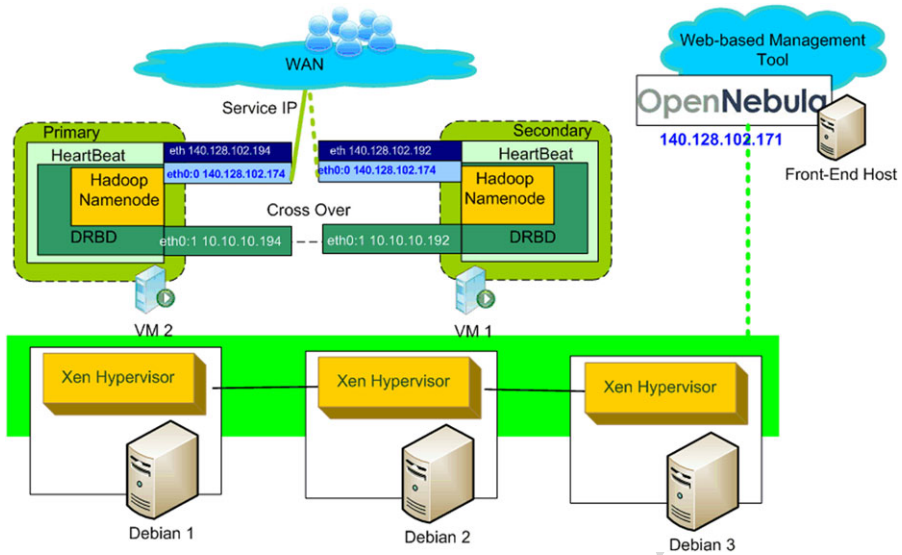 WAN
Web-based Management
Tool
OpenNebula
140.128.102.171
Front-End Host
Service IP
Primary
HeartBeat
Hadoop
Namenode
DRBD
eth 140.128.102.194
eth0:0 140.128.102.174
eth0:1 10.10.10.194
Cross Over
Secondary
HeartBeat
Hadoop
Namenode
DRBD
eth 140.128.102.192
eth0:0 140.128.102.174
eth0:1 10.10.10.192
VM 2
VM 1
Xen Hypervisor
Xen Hypervisor
Xen Hypervisor
Debian 1
Debian 2
Debian 3